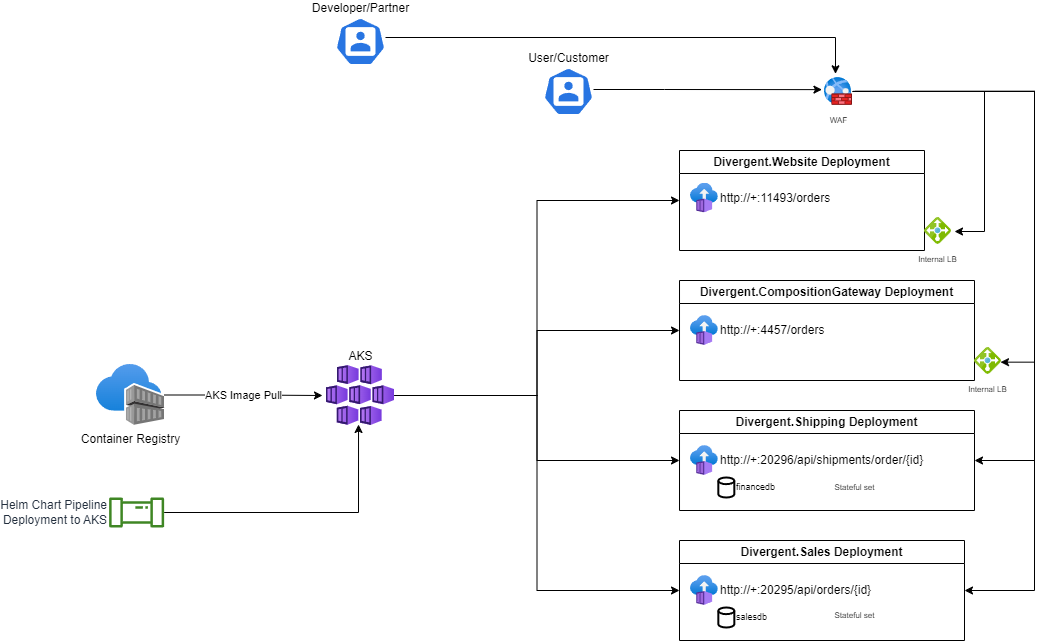 Developer/Partner
User/Customer
WAF
Divergent.Website Deployment
http://+:11493/orders
Internal LB
Divergent.CompositionGateway Deployment
http://+:4457/orders
Internal LB
AKS
AKS Image Pull
Container Registry
Divergent.Shipping Deployment
http://+:20296/api/shipments/order/{id}
financedb
Stateful set
Helm Chart Pipeline
Deployment to AKS
Divergent.Sales Deployment
http://+:20295/api/orders/{id}
salesdb
Stateful set